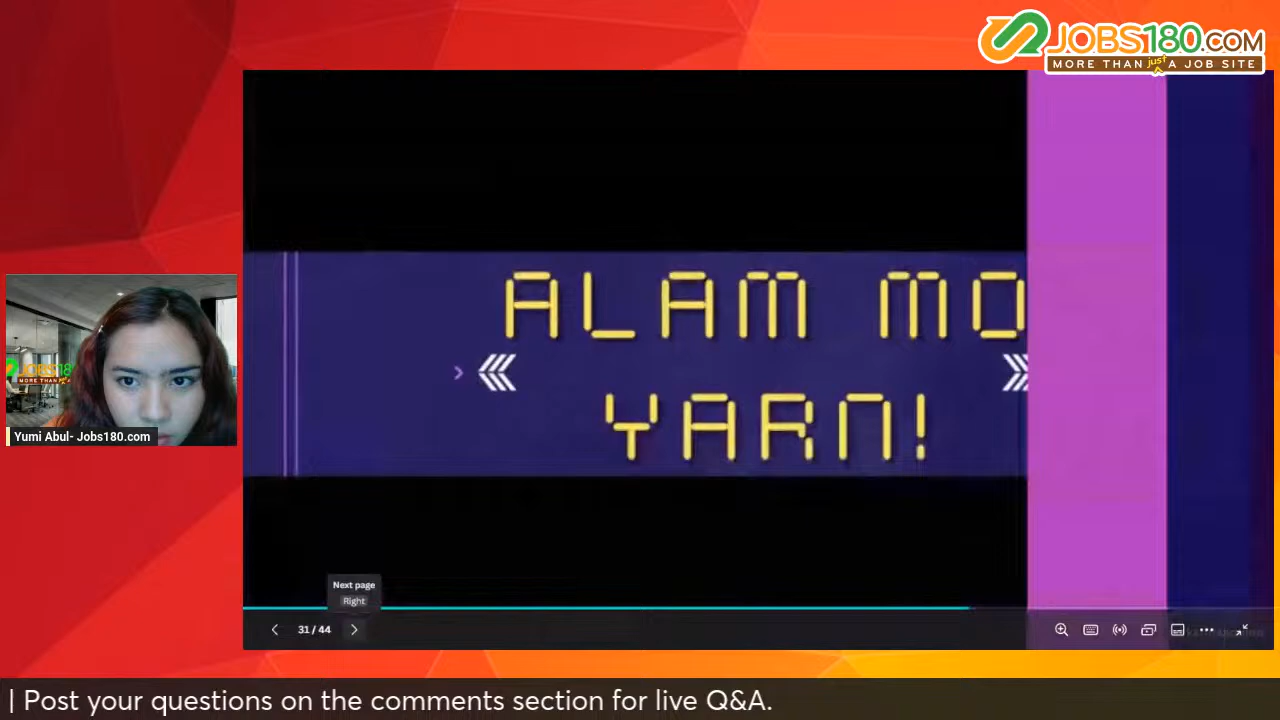 JOBS180.COM
MORE THAN just A JOB SITE
ALAM MO
YARN!
JOBS180
Yumi Abul- Jobs180.com
Next page
Right
31 / 44
| Post your questions on the comments section for live Q&A.